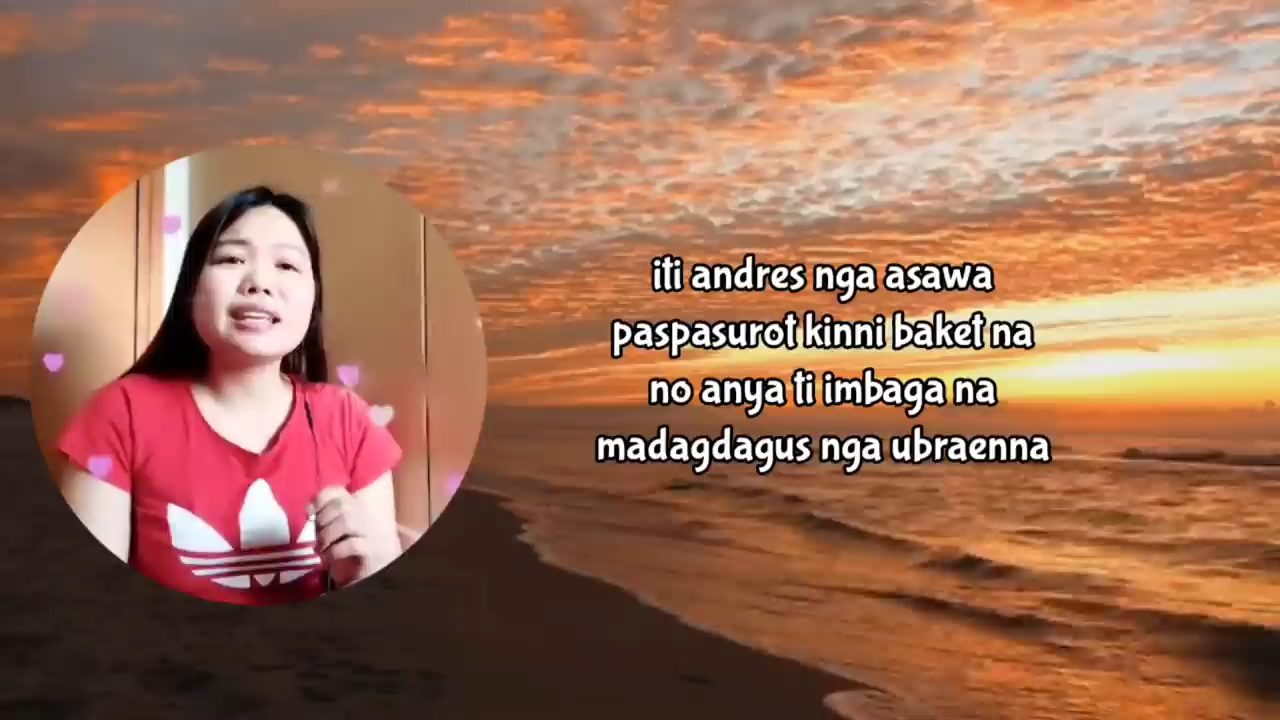 iti andres nga asawa
paspasurot kinni baket na
no anya ti imbaga na
madagdagus nga ubraenna